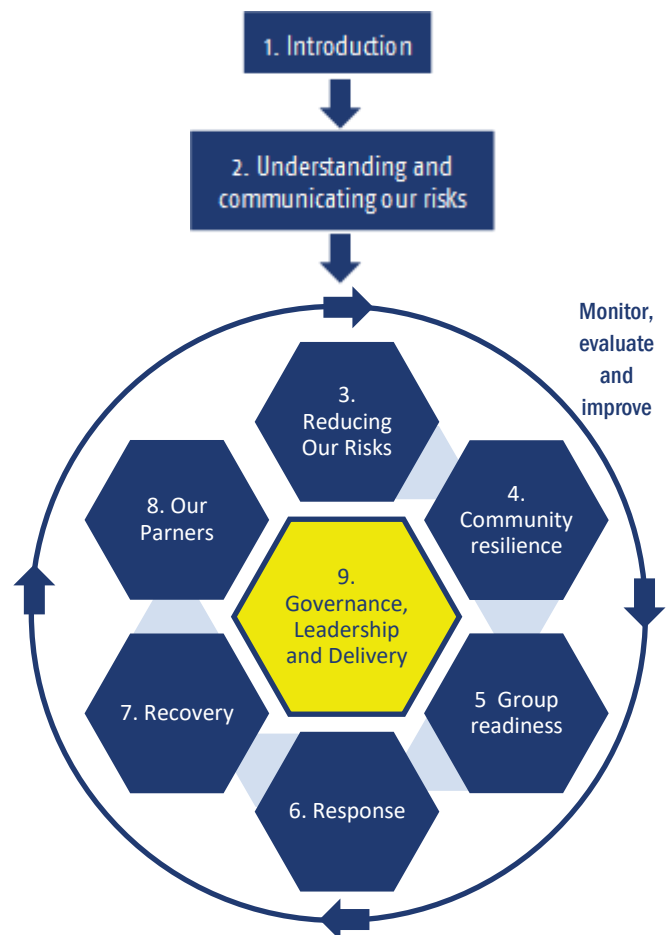 1. Introduction
2. Understanding and
communicating our risks
Monitor,
evaluate
and
improve
3.
Reducing
Our Risks
4.
Community
resilience
5 Group
readiness
6. Response
7. Recovery
8. Our
Parners
9.
Governance,
Leadership
and Delivery